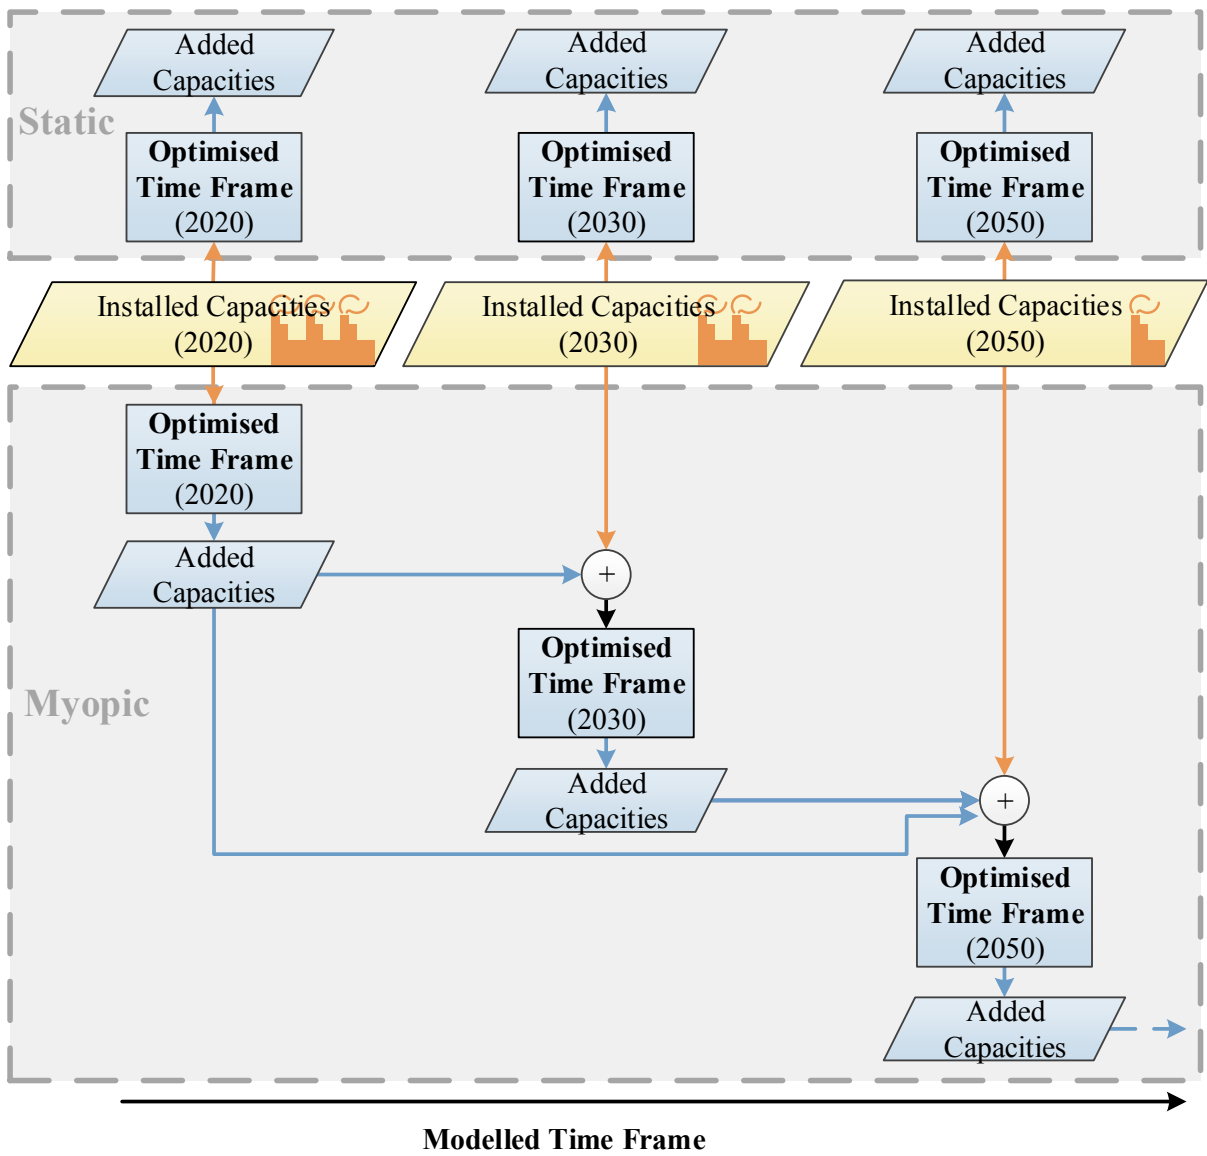 Added
Capacities
Added
Capacities
Added
Capacities
Static
Optimised
Time Frame
(2020)
Optimised
Time Frame
(2030)
Optimised
Time Frame
(2050)
Installed Capacities
(2020)
Installed Capacities
(2030)
Installed Capacities
(2050)
Optimised
Time Frame
(2020)
Added
Capacities
+
Optimised
Time Frame
(2030)
Myopic
Added
Capacities
+
Optimised
Time Frame
(2050)
Added
Capacities
Modelled Time Frame